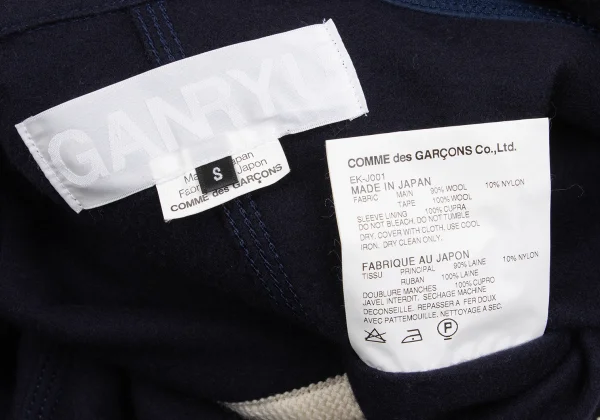 GANRYU
Made in Japan
Fabriqué au Japon
S
COMME des GARÇONS
COMME des GARÇONS Co.,Ltd.
EK-J001
MADE IN JAPAN
FABRIC MAIN. 90% WOOL 10% NYLON
TAPE 100% WOOL
SLEEVE LINING 100% CUPRA
DO NOT BLEACH. DO NOT TUMBLE
DRY. COVER WITH CLOTH, USE COOL
IRON. DRY CLEAN ONLY.
FABRIQUE AU JAPON
TISSU PRINCIPAL 90% LAINE 10% NYLON
RUBAN 100% LAINE
DOUBLURE MANCHES 100% CUPRA
JAVEL INTERDIT. SECHAGE MACHINE
DECONSEILLE. REPASSER A FER DOUX
AVEC PATTEMOUILLE. NETTOYAGE A SEC.
P